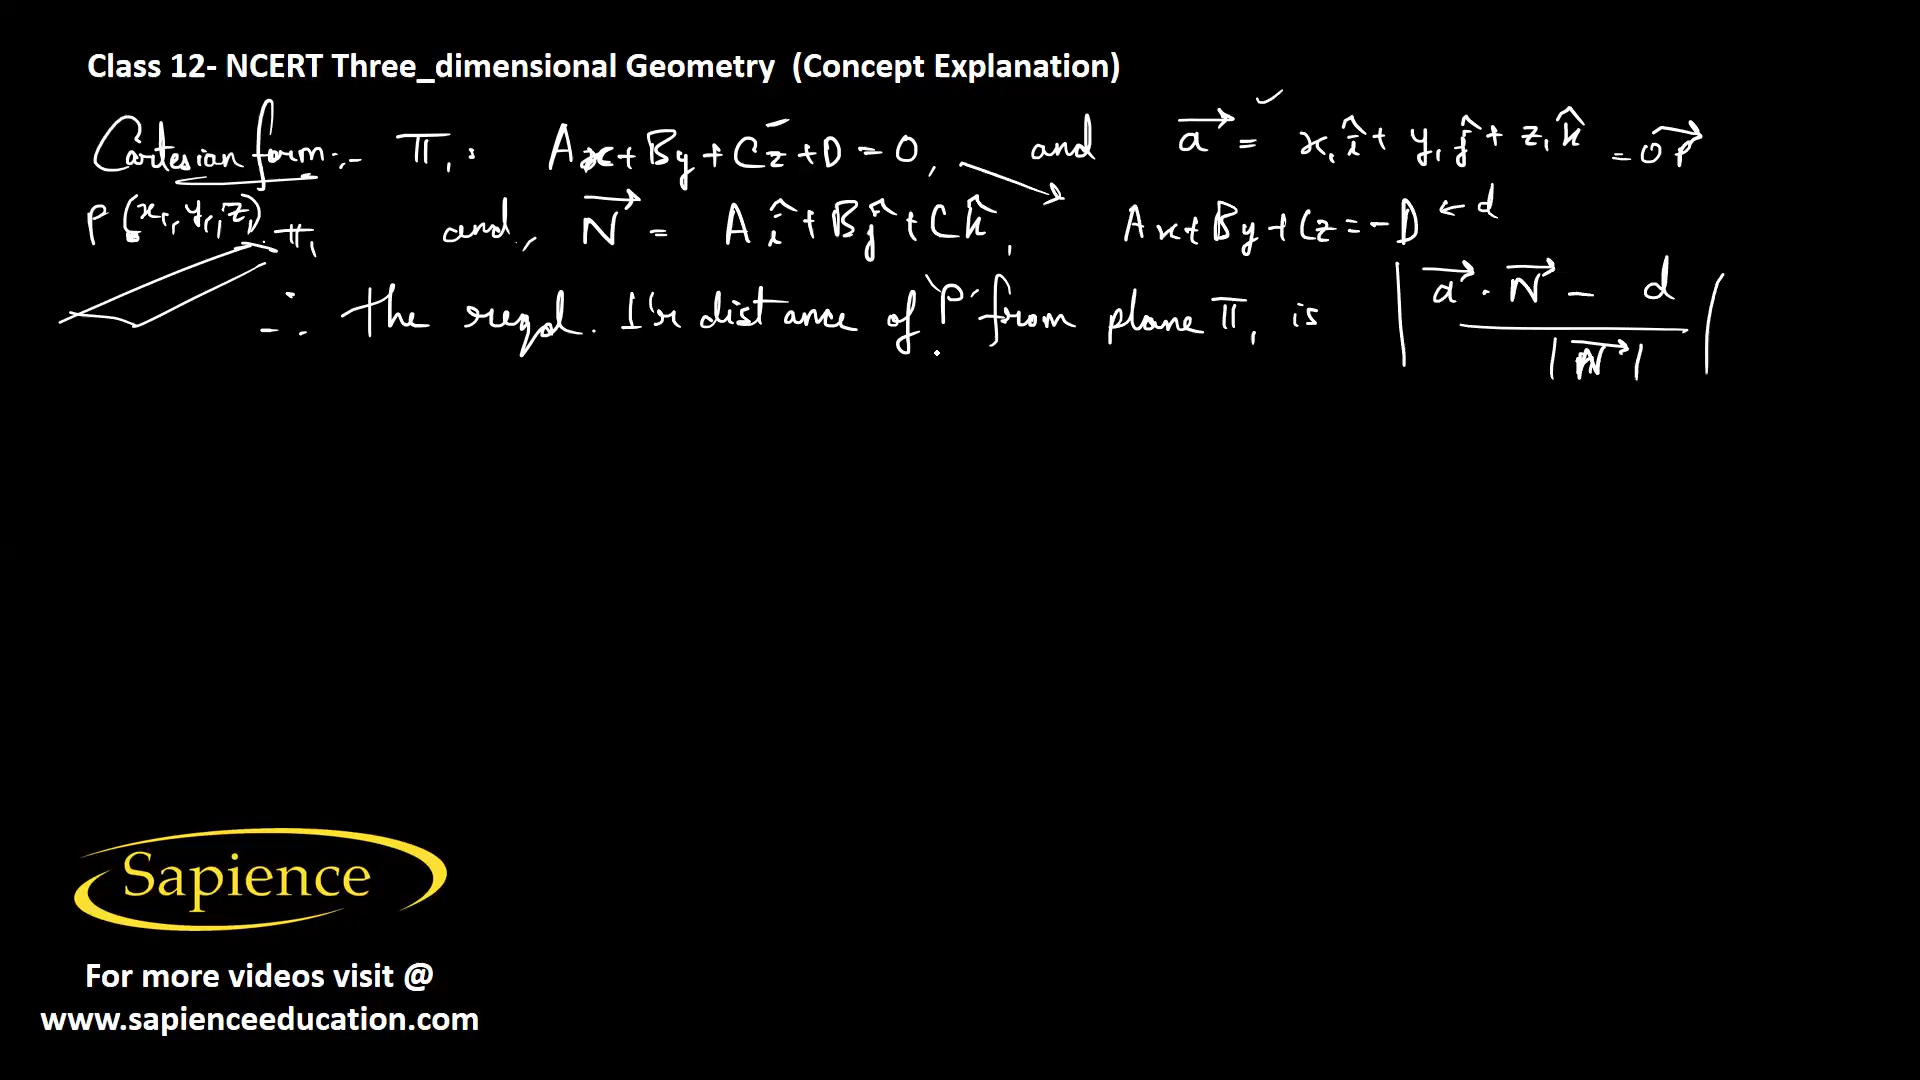 Class 12- NCERT Three_dimensional Geometry (Concept Explanation)
Cartesian form:- π₁: Ax+By+Cz+D=0, and a⃗ = x₁î+y₁ĵ+z₁k̂ = OP⃗
P(x₁,y₁,z₁) π₁ and, N⃗ = Aî+Bĵ+Ck̂, Ax+By+Cz=-D ← d
∴ the reqd. ⊥'r distance of 'P' from plane π₁ is | (a⃗·N⃗ - d) / |N⃗| |
Sapience
For more videos visit @
www.sapienceeducation.com